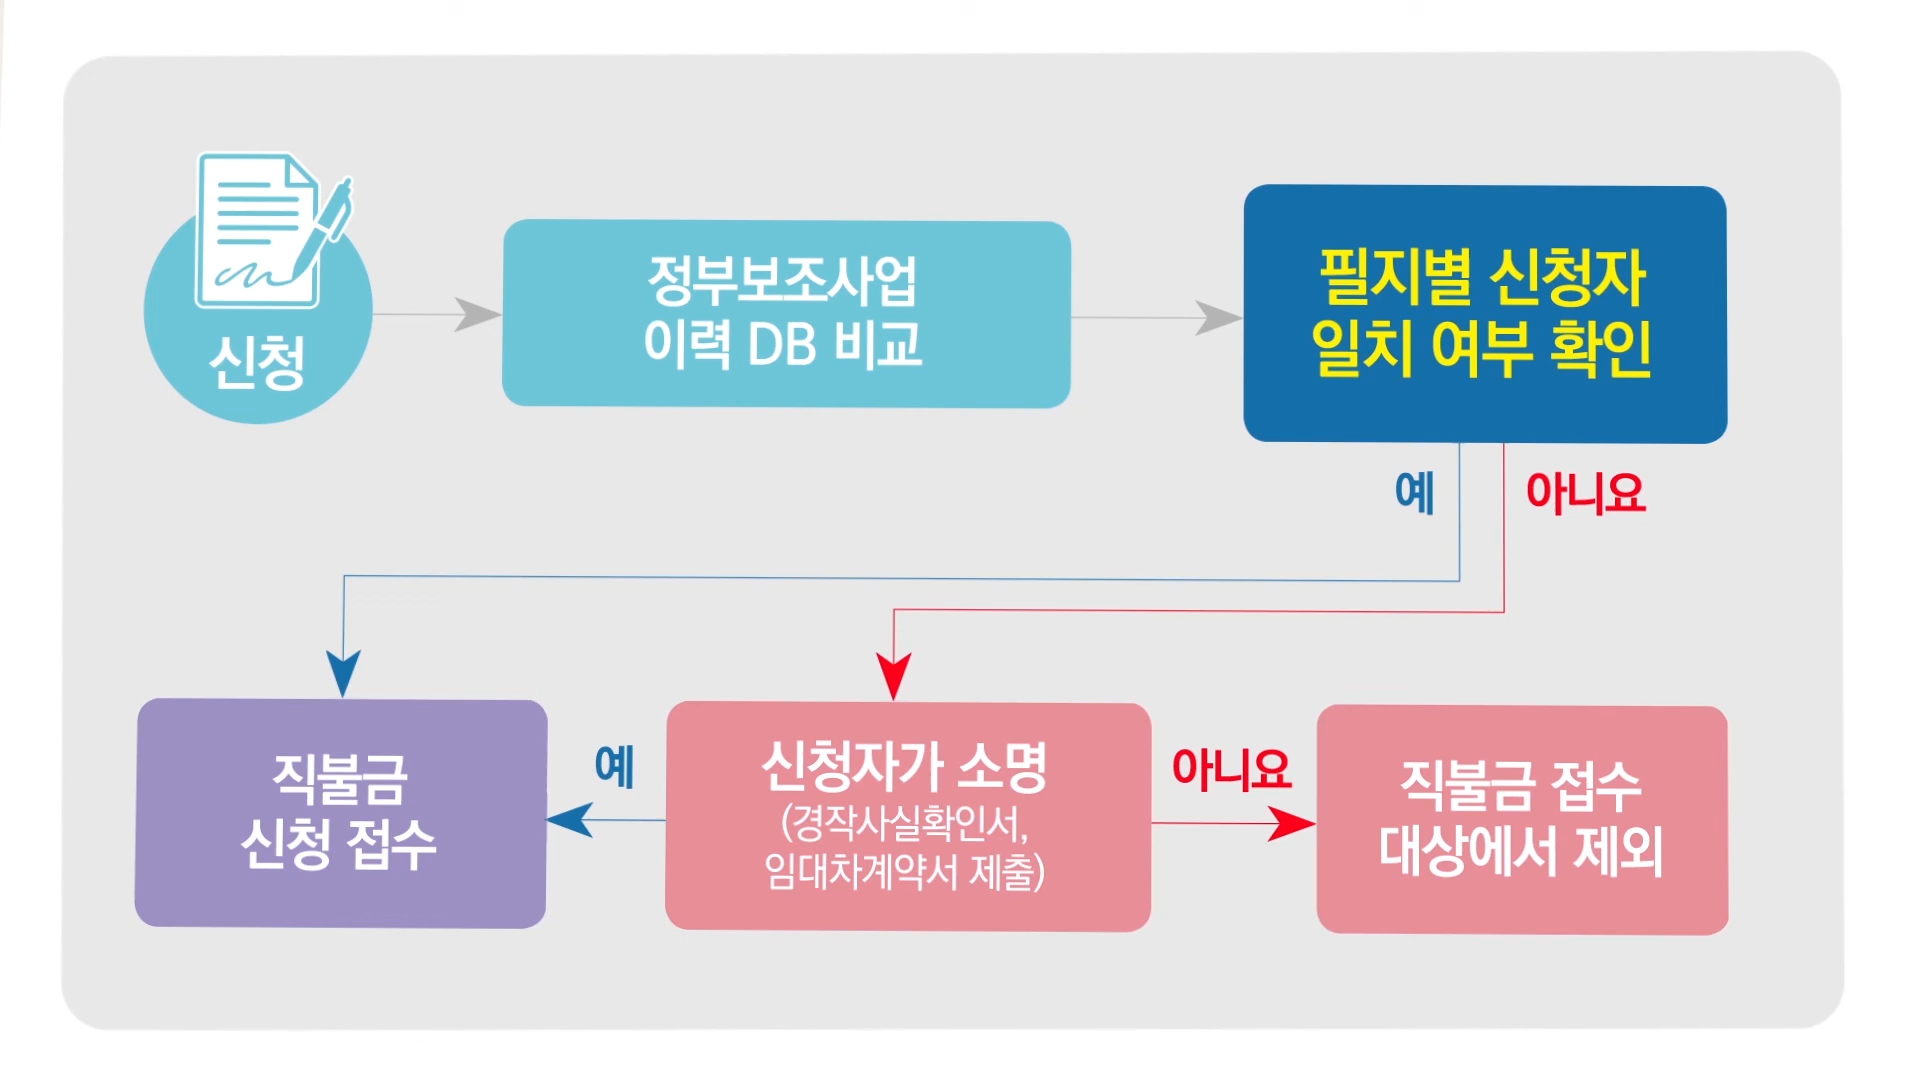 신청
정부보조사업
이력 DB 비교
필지별 신청자
일치 여부 확인
예
아니요
직불금
신청 접수
예
신청자가 소명
(경작사실확인서,
임대차계약서 제출)
아니요
직불금 접수
대상에서 제외